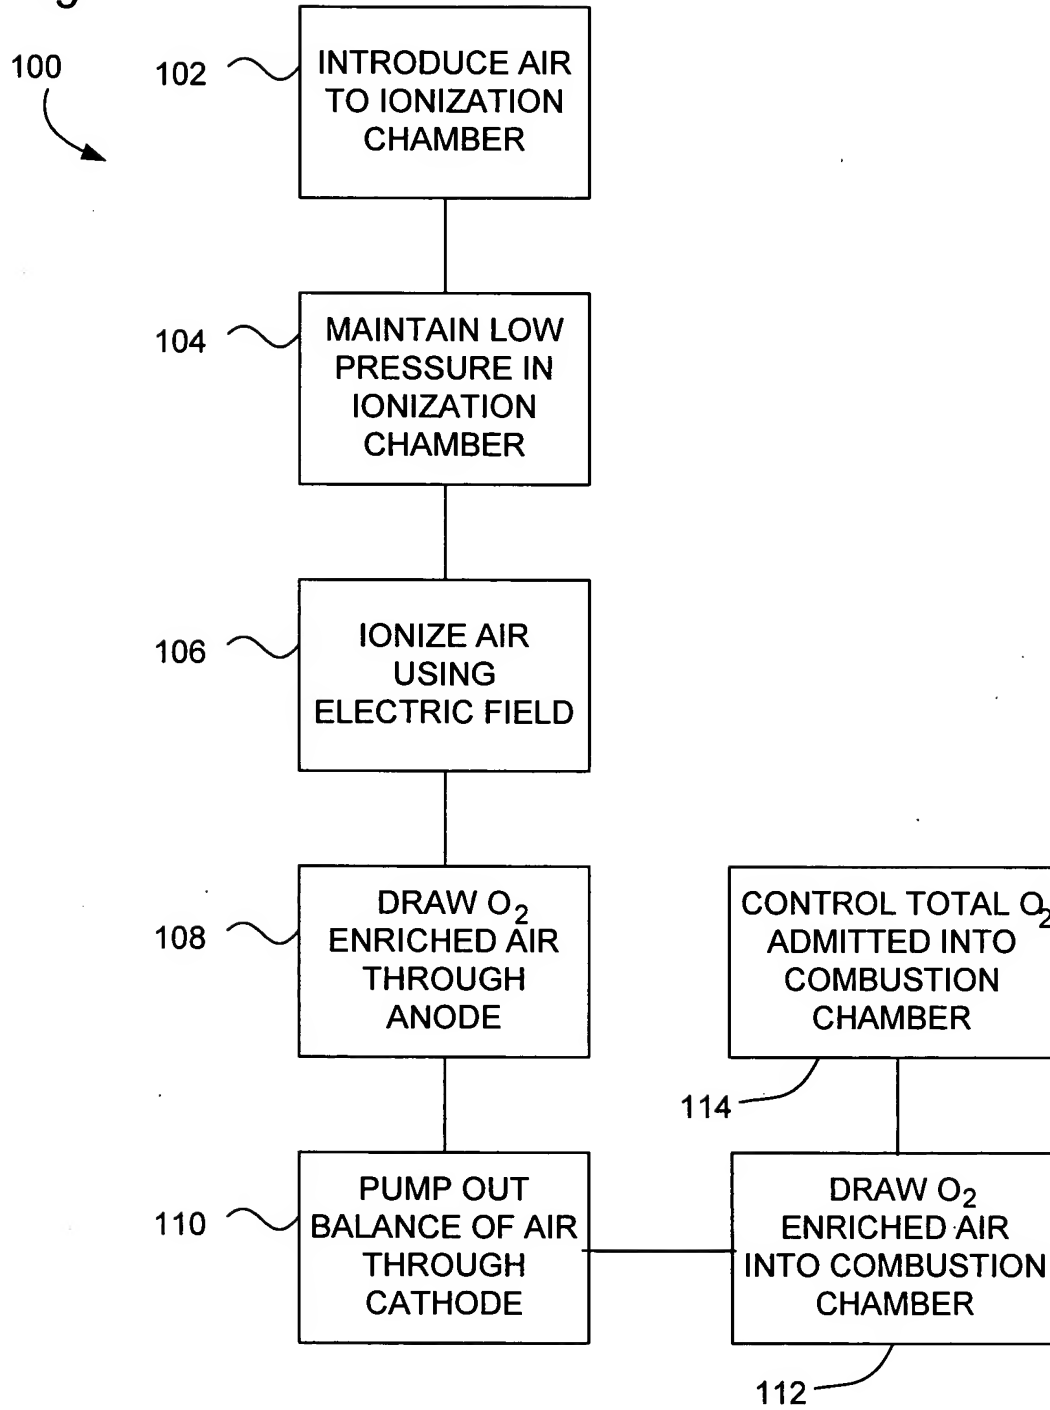 100
102
INTRODUCE AIR
TO IONIZATION
CHAMBER
104
MAINTAIN LOW
PRESSURE IN
IONIZATION
CHAMBER
106
IONIZE AIR
USING
ELECTRIC FIELD
108
DRAW O₂
ENRICHED AIR
THROUGH
ANODE
110
PUMP OUT
BALANCE OF AIR
THROUGH
CATHODE
CONTROL TOTAL O₂
ADMITTED INTO
COMBUSTION
CHAMBER
114
DRAW O₂
ENRICHED AIR
INTO COMBUSTION
CHAMBER
112